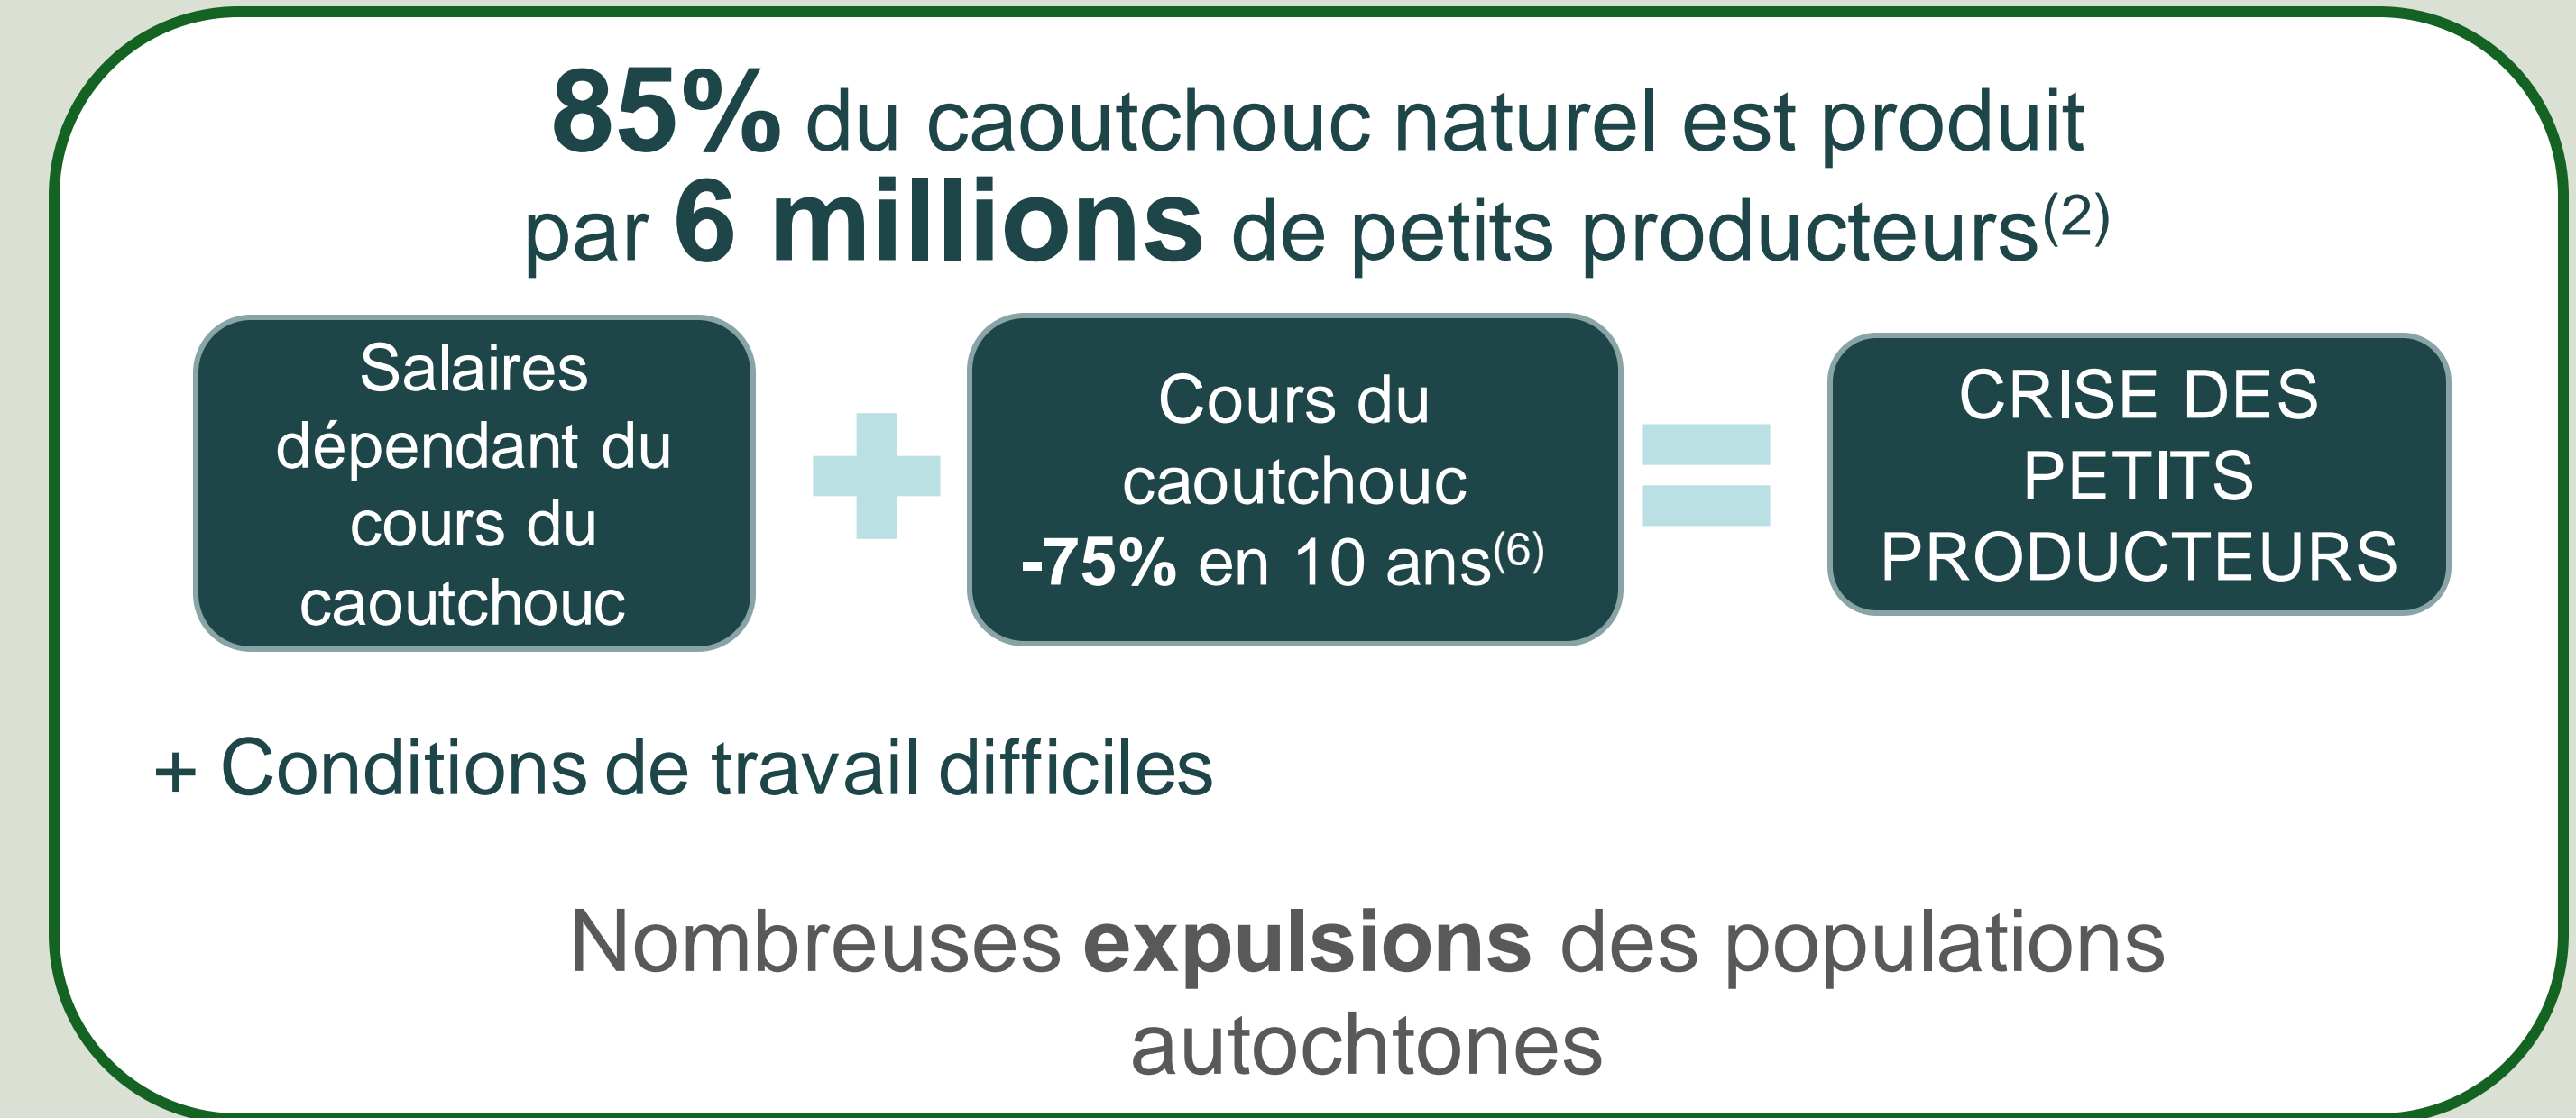 85% du caoutchouc naturel est produit
par 6 millions de petits producteurs(2)
Salaires
dépendant du
cours du
caoutchouc
Cours du
caoutchouc
-75% en 10 ans(6)
CRISE DES
PETITS
PRODUCTEURS
+ Conditions de travail difficiles
Nombreuses expulsions des populations
autochtones